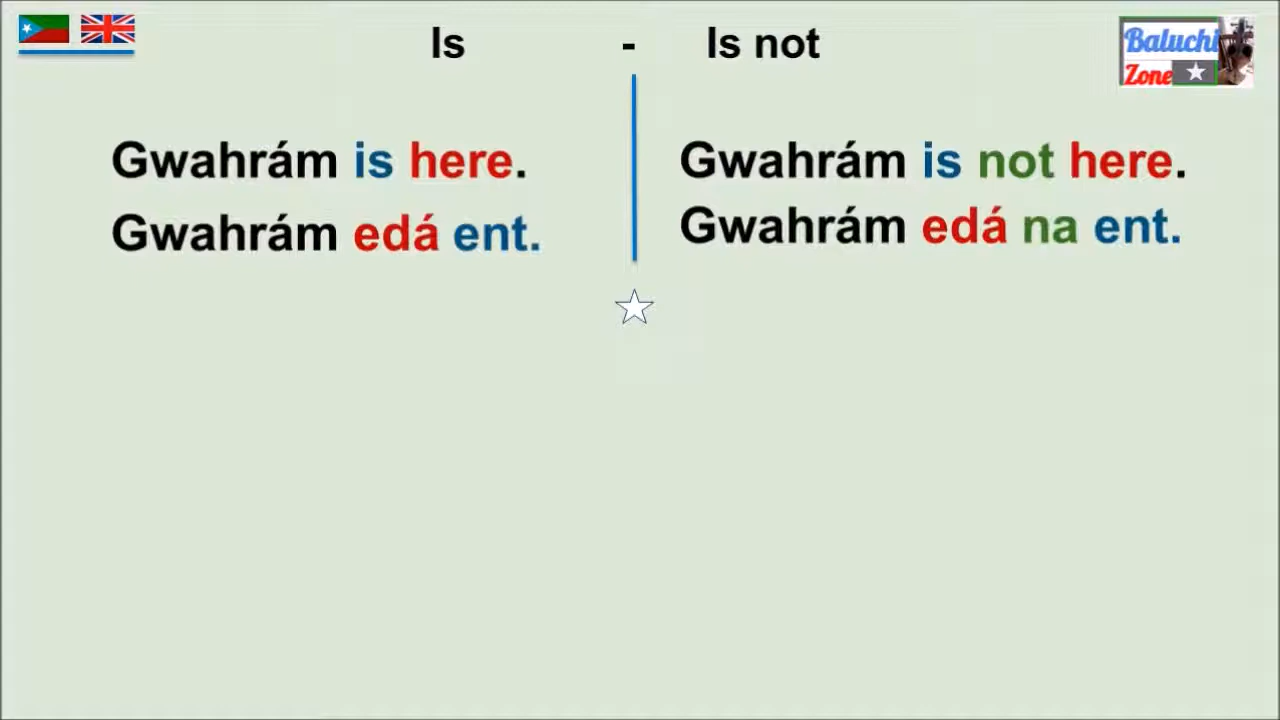 Is - Is not
Baluchi
Zone
Gwahrám is here.
Gwahrám edá ent.
Gwahrám is not here.
Gwahrám edá na ent.